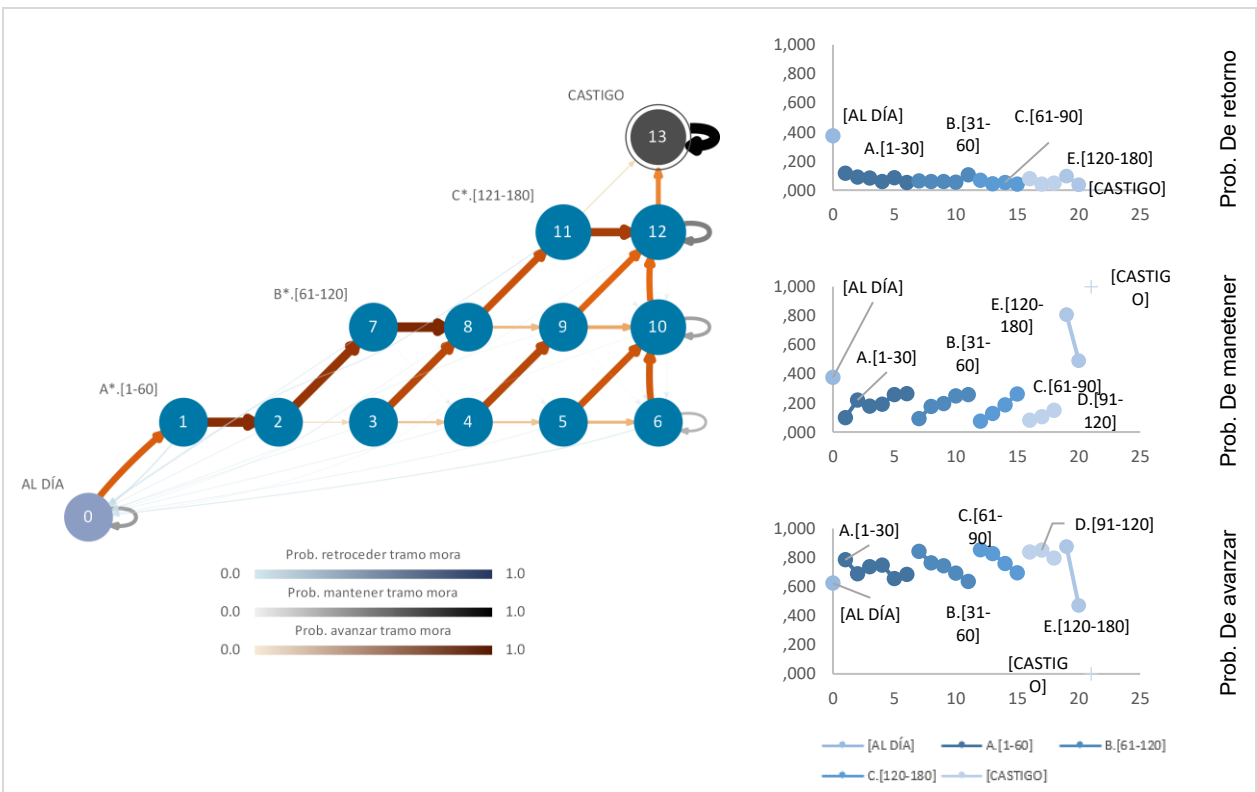 CASTIGO
13
C*.[121-180]
11
12
B*.[61-120]
7
8
9
10
A*.[1-60]
1
2
3
4
5
6
AL DÍA
0
Prob. retroceder tramo mora
0.0
1.0
Prob. mantener tramo mora
0.0
1.0
Prob. avanzar tramo mora
0.0
1.0
1,000
,800
,600
,400
,200
,000
0
5
10
15
20
25
[AL DÍA]
A.[1-30]
B.[31-
60]
C.[61-90]
E.[120-180]
[CASTIGO]
Prob. De retorno
1,000
,800
,600
,400
,200
,000
0
5
10
15
20
25
[AL DÍA]
A.[1-30]
B.[31-
60]
E.[120-
180]
C.[61-90]
D.[91-
120]
[CASTIG
O]
Prob. De manetener
1,000
,800
,600
,400
,200
,000
0
5
10
15
20
25
A.[1-30]
[AL DÍA]
C.[61-
90]
B.[31-
60]
D.[91-120]
E.[120-180]
[CASTIG
O]
Prob. De avanzar
[AL DÍA]
A.[1-60]
B.[61-120]
C.[120-180]
[CASTIGO]